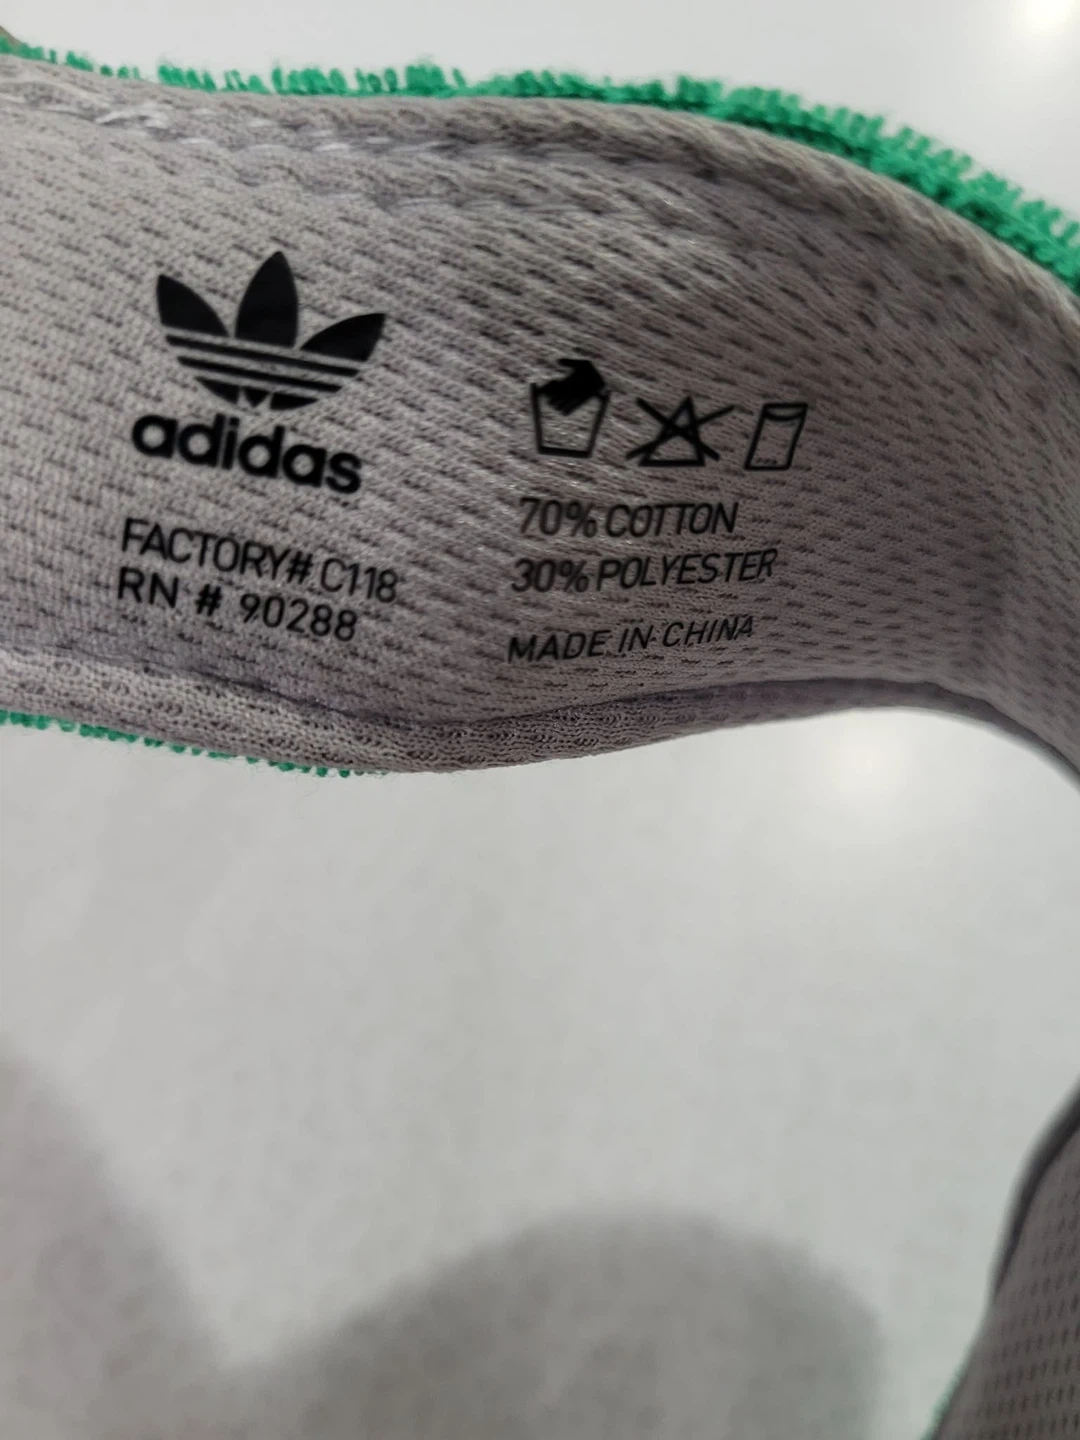 adidas
FACTORY# C118
RN # 90288
70% COTTON
30% POLYESTER
MADE IN CHINA